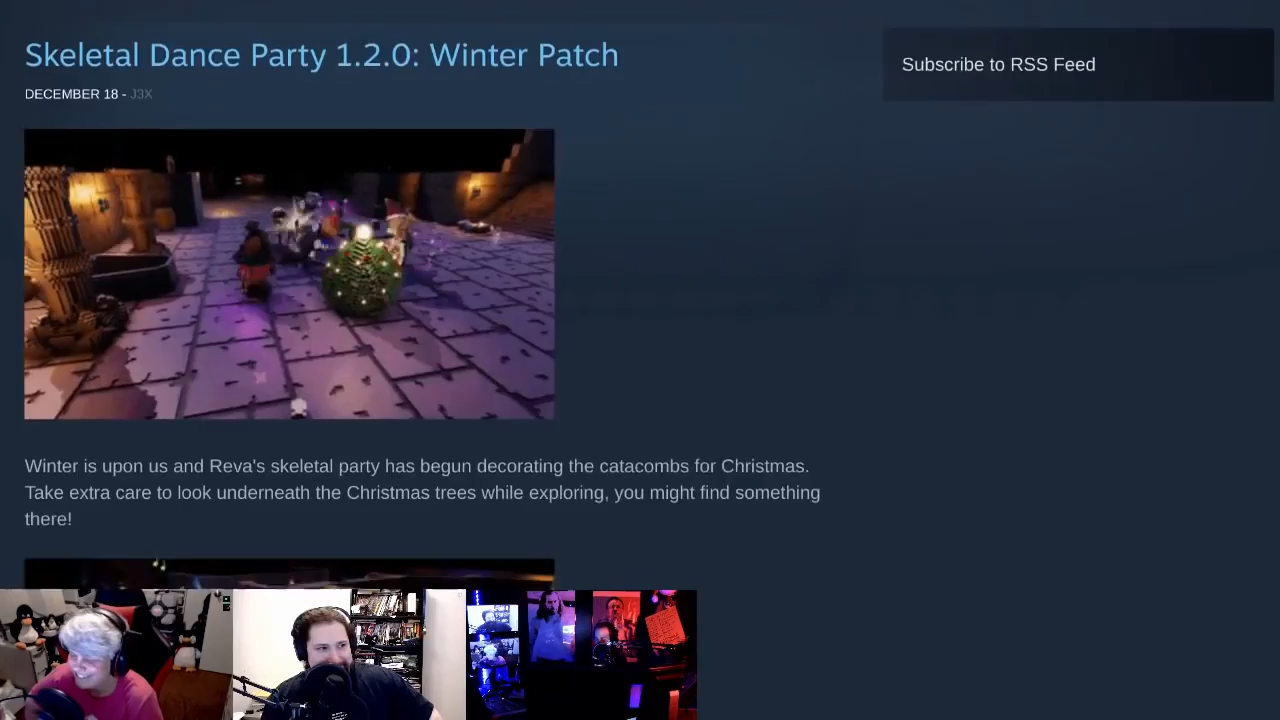 Skeletal Dance Party 1.2.0: Winter Patch
DECEMBER 18 - J3X
Subscribe to RSS Feed
Winter is upon us and Reva's skeletal party has begun decorating the catacombs for Christmas.
Take extra care to look underneath the Christmas trees while exploring, you might find something
there!